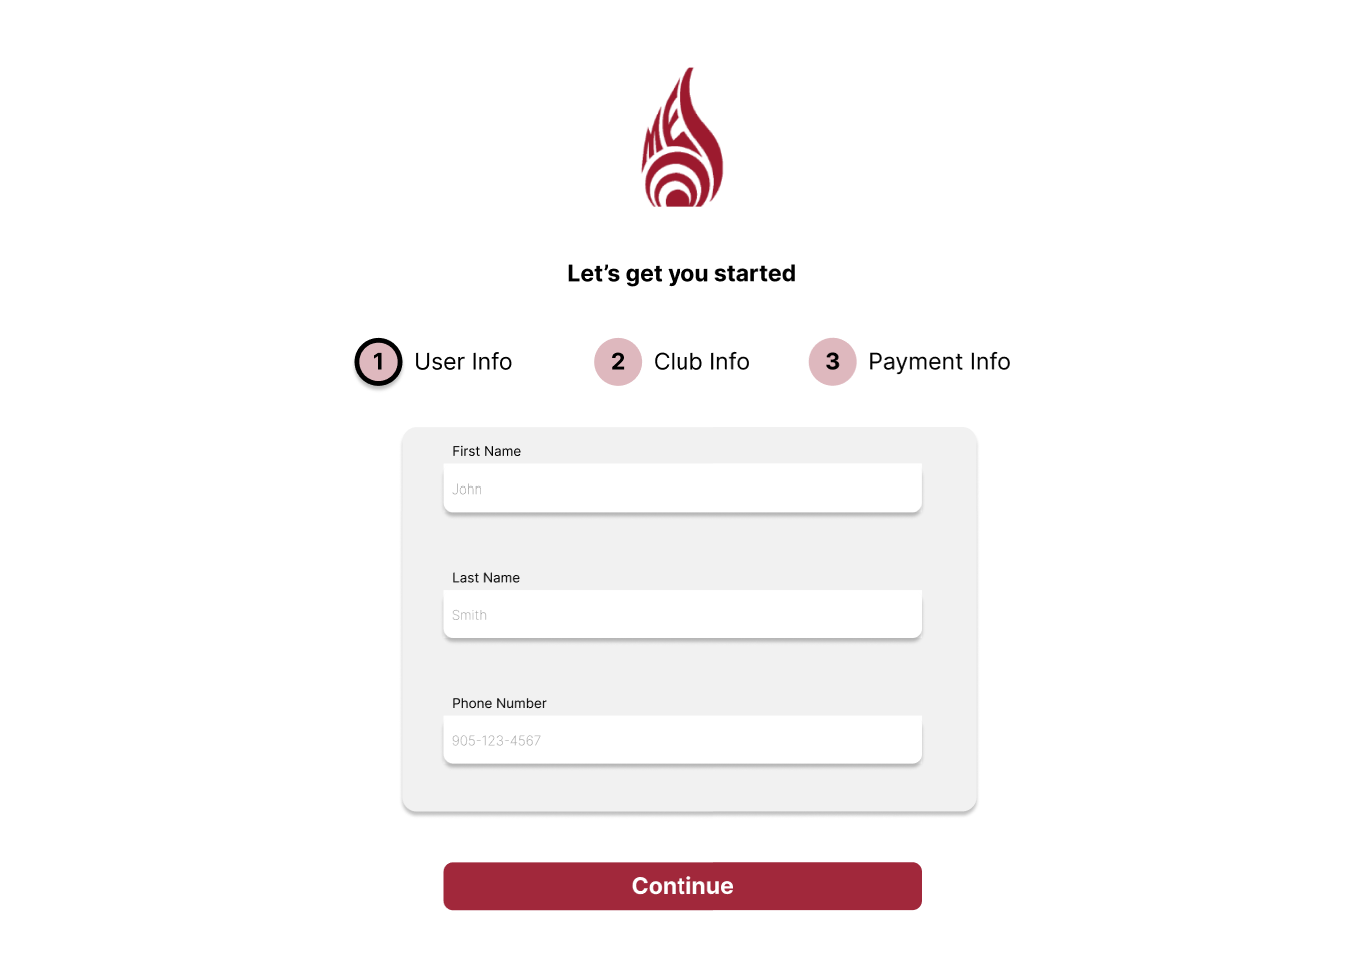 ME
Let’s get you started
1 User Info 2 Club Info 3 Payment Info
First Name
John
Last Name
Smith
Phone Number
905-123-4567
Continue